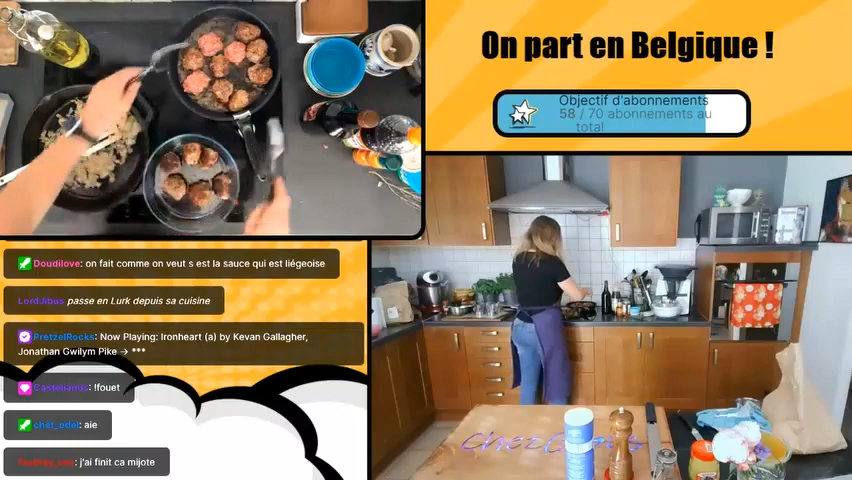 On part en Belgique !
Objectif d'abonnements
58 / 70 abonnements au
total
Doudilove: on fait comme on veut s est la sauce qui est liégeoise
LordJibus passe en Lurk depuis sa cuisine
PretzelRocks: Now Playing: Ironheart (a) by Kevan Gallagher,
Jonathan Gwilym Pike → ***
: !fouet
chef_odel: aie
: j'ai finit ca mijote